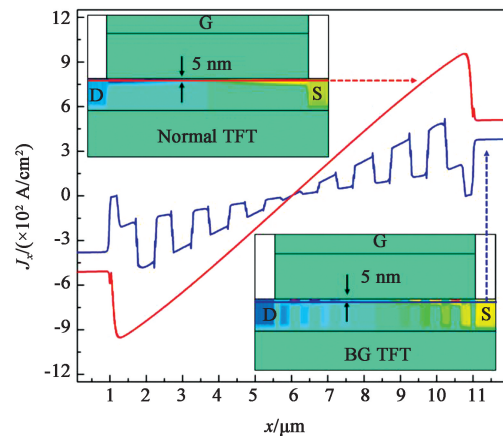 12
9
6
3
0
-3
-6
-9
-12
Jx/(×10² A/cm²)
G
5 nm
D
S
Normal TFT
G
5 nm
D
S
BG TFT
1 2 3 4 5 6 7 8 9 10 11
x/μm